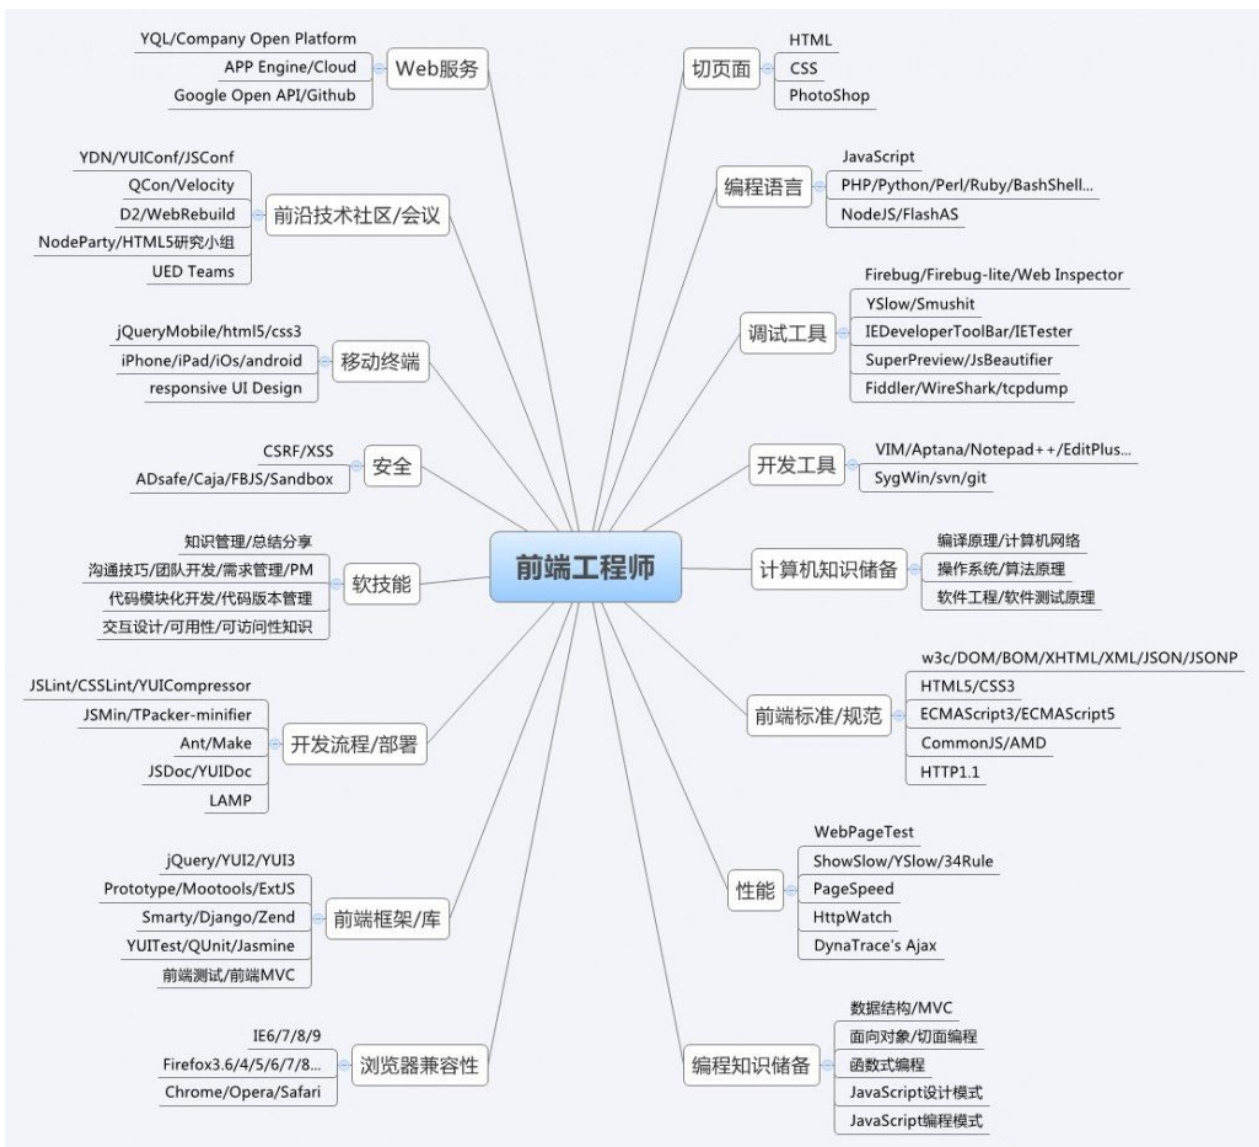 前端工程师
切页面
HTML
CSS
PhotoShop
编程语言
JavaScript
PHP/Python/Perl/Ruby/BashShell...
NodeJS/FlashAS
调试工具
Firebug/Firebug-lite/Web Inspector
YSlow/Smushit
IEDeveloperToolBar/IETester
SuperPreview/JsBeautifier
Fiddler/WireShark/tcpdump
开发工具
VIM/Aptana/Notepad++/EditPlus...
SygWin/svn/git
计算机知识储备
编译原理/计算机网络
操作系统/算法原理
软件工程/软件测试原理
前端标准/规范
w3c/DOM/BOM/XHTML/XML/JSON/JSONP
HTML5/CSS3
ECMAScript3/ECMAScript5
CommonJS/AMD
HTTP1.1
性能
WebPageTest
ShowSlow/YSlow/34Rule
PageSpeed
HttpWatch
DynaTrace's Ajax
编程知识储备
数据结构/MVC
面向对象/切面编程
函数式编程
JavaScript设计模式
JavaScript编程模式
Web服务
YQL/Company Open Platform
APP Engine/Cloud
Google Open API/Github
前沿技术社区/会议
YDN/YUIConf/JSConf
QCon/Velocity
D2/WebRebuild
NodeParty/HTML5研究小组
UED Teams
移动终端
jQueryMobile/html5/css3
iPhone/iPad/iOs/android
responsive UI Design
安全
CSRF/XSS
ADsafe/Caja/FBJS/Sandbox
软技能
知识管理/总结分享
沟通技巧/团队开发/需求管理/PM
代码模块化开发/代码版本管理
交互设计/可用性/可访问性知识
开发流程/部署
JSLint/CSSLint/YUICompressor
JSMin/TPacker-minifier
Ant/Make
JSDoc/YUIDoc
LAMP
前端框架/库
jQuery/YUI2/YUI3
Prototype/Mootools/ExtJS
Smarty/Django/Zend
YUITest/QUnit/Jasmine
前端测试/前端MVC
浏览器兼容性
IE6/7/8/9
Firefox3.6/4/5/6/7/8...
Chrome/Opera/Safari